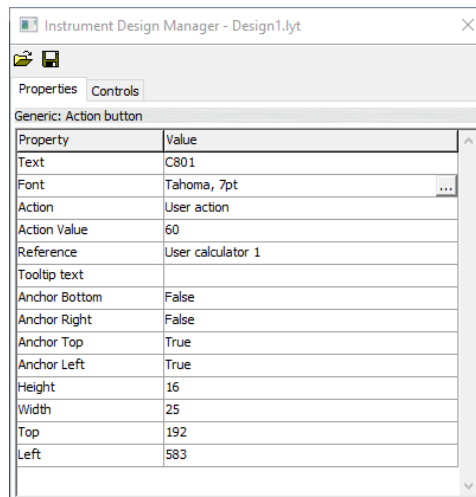 Instrument Design Manager - Design1.lyt
Properties Controls
Generic: Action button
Property Value
Text C801
Font Tahoma, 7pt ...
Action User action
Action Value 60
Reference User calculator 1
Tooltip text
Anchor Bottom False
Anchor Right False
Anchor Top True
Anchor Left True
Height 16
Width 25
Top 192
Left 583